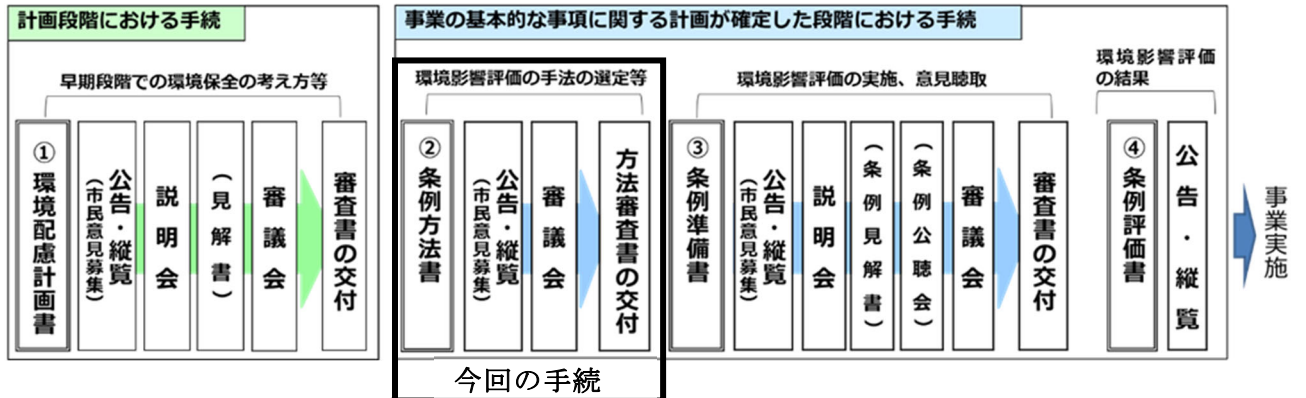 計画段階における手続
早期段階での環境保全の考え方等
①環境配慮計画書
公告・縦覧
（市民意見募集）
説明会
（見解書）
審議会
審査書の交付
事業の基本的な事項に関する計画が確定した段階における手続
環境影響評価の手法の選定等
②条例方法書
公告・縦覧
（市民意見募集）
審議会
方法審査書の交付
今回の手続
環境影響評価の実施、意見聴取
③条例準備書
公告・縦覧
（市民意見募集）
説明会
（条例見解書）
（条例公聴会）
審議会
審査書の交付
環境影響評価
の結果
④条例評価書
公告・縦覧
事業実施